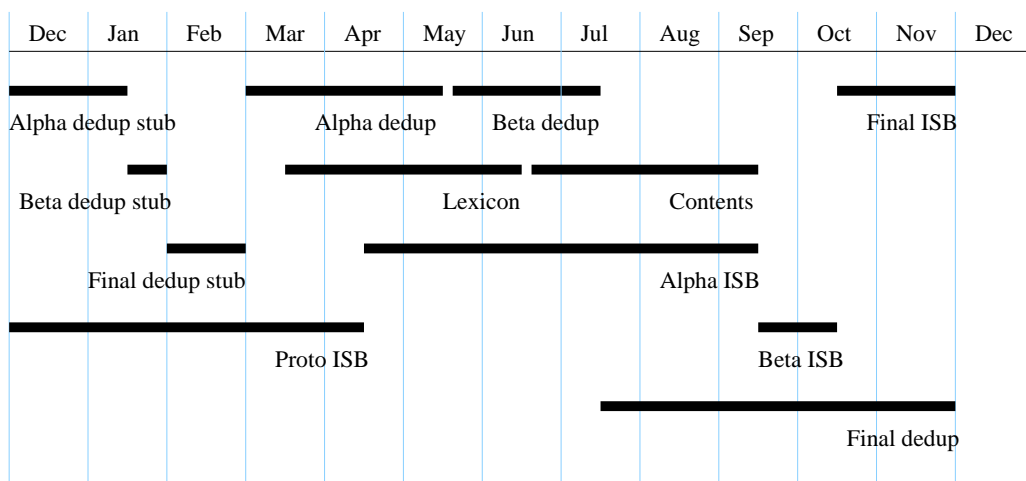 Dec Jan Feb Mar Apr May Jun Jul Aug Sep Oct Nov Dec
Alpha dedup stub Alpha dedup Beta dedup Final ISB
Beta dedup stub Lexicon Contents
Final dedup stub Alpha ISB
Proto ISB Beta ISB
Final dedup